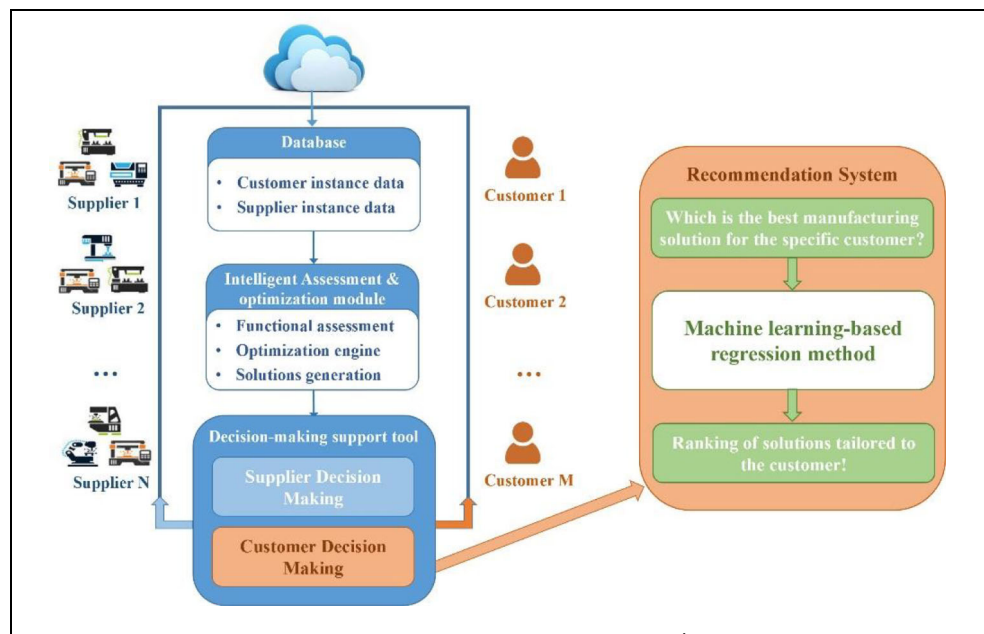 Database
• Customer instance data
• Supplier instance data
Intelligent Assessment &
optimization module
• Functional assessment
• Optimization engine
• Solutions generation
Decision-making support tool
Supplier Decision
Making
Customer Decision
Making
Supplier 1
Supplier 2
...
Supplier N
Customer 1
Customer 2
...
Customer M
Recommendation System
Which is the best manufacturing
solution for the specific customer?
Machine learning-based
regression method
Ranking of solutions tailored to
the customer!